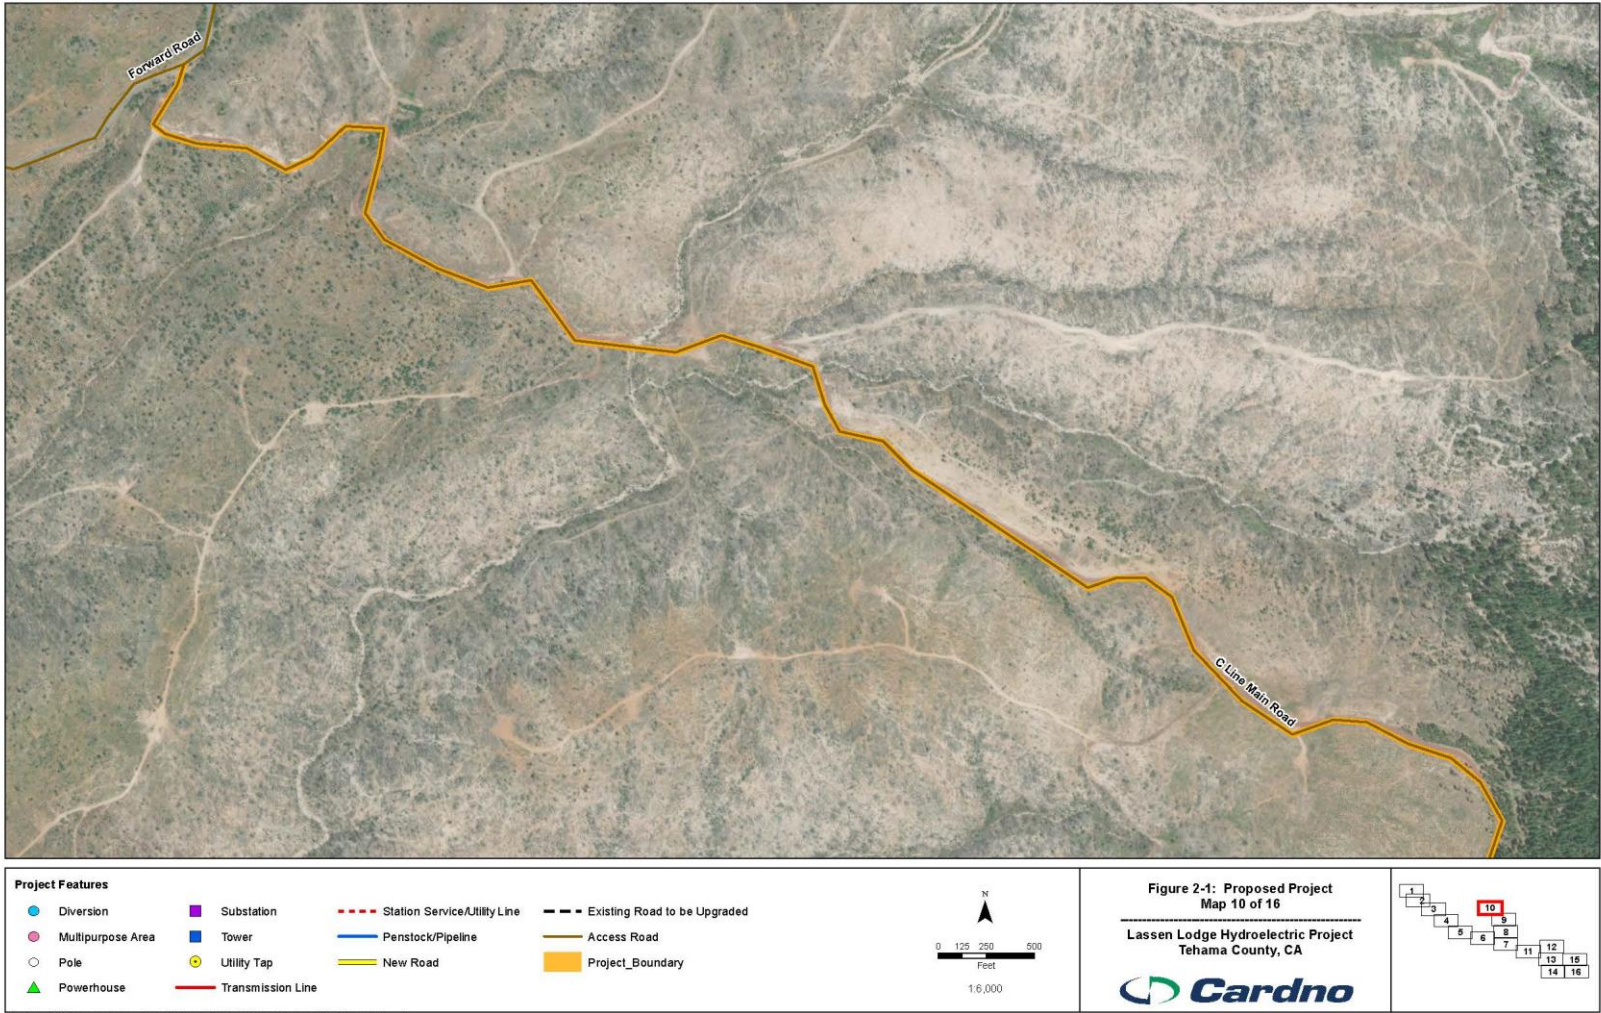 Forward Road
C Line Main Road
Project Features
Diversion
Multipurpose Area
Pole
Powerhouse
Substation
Tower
Utility Tap
Transmission Line
Station Service/Utility Line
Penstock/Pipeline
New Road
Existing Road to be Upgraded
Access Road
Project_Boundary
N
0 125 250 500
Feet
1:6,000
Figure 2-1: Proposed Project
Map 10 of 16
Lassen Lodge Hydroelectric Project
Tehama County, CA
Cardno
1
2
3
4
5
6
7
8
9
10
11
12
13
15
14
16